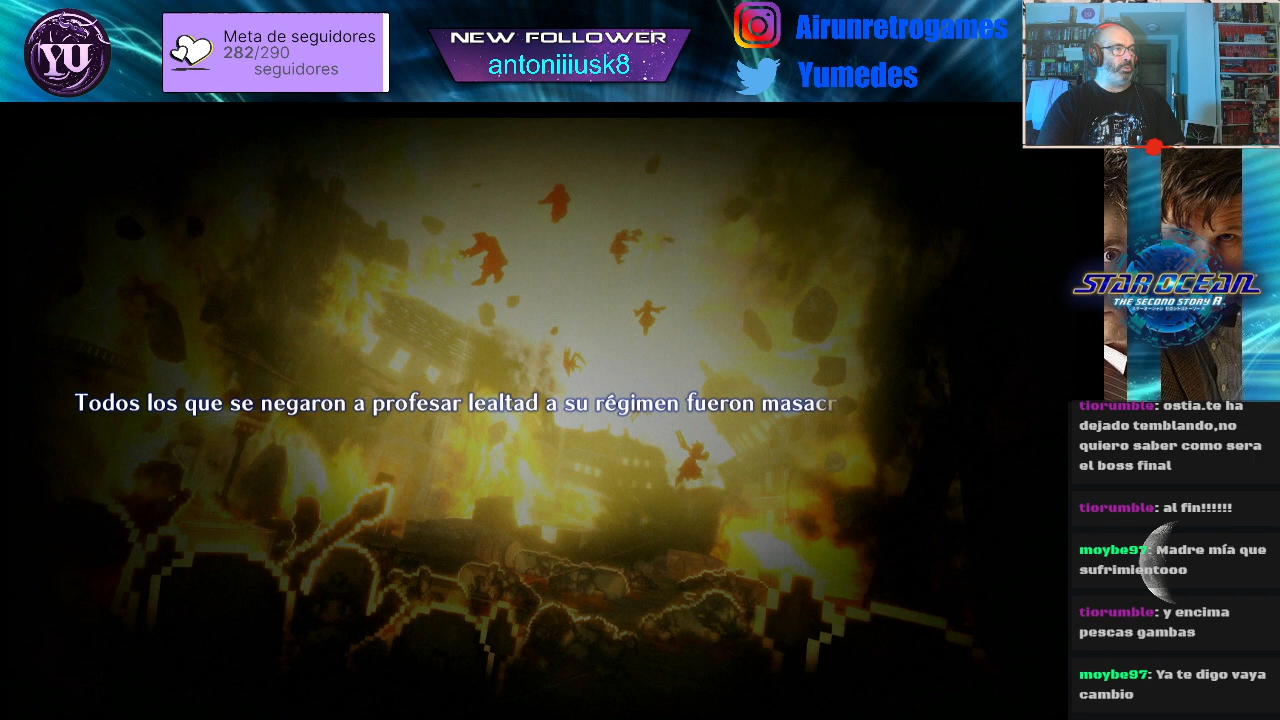 YU
Meta de seguidores
282/290
seguidores
NEW FOLLOWER
antoniiiusk8
Airunretrogames
Yumedes
STAR OCEAN
THE SECOND STORY R
Todos los que se negaron a profesar lealtad a su régimen fueron masacr
tiorumble: ostia.te ha
dejado temblando,no
quiero saber como sera
el boss final
tiorumble: al fin!!!!!!
moybe97: Madre mía que
sufrimientooo
tiorumble: y encima
pescas gambas
moybe97: Ya te digo vaya
cambio